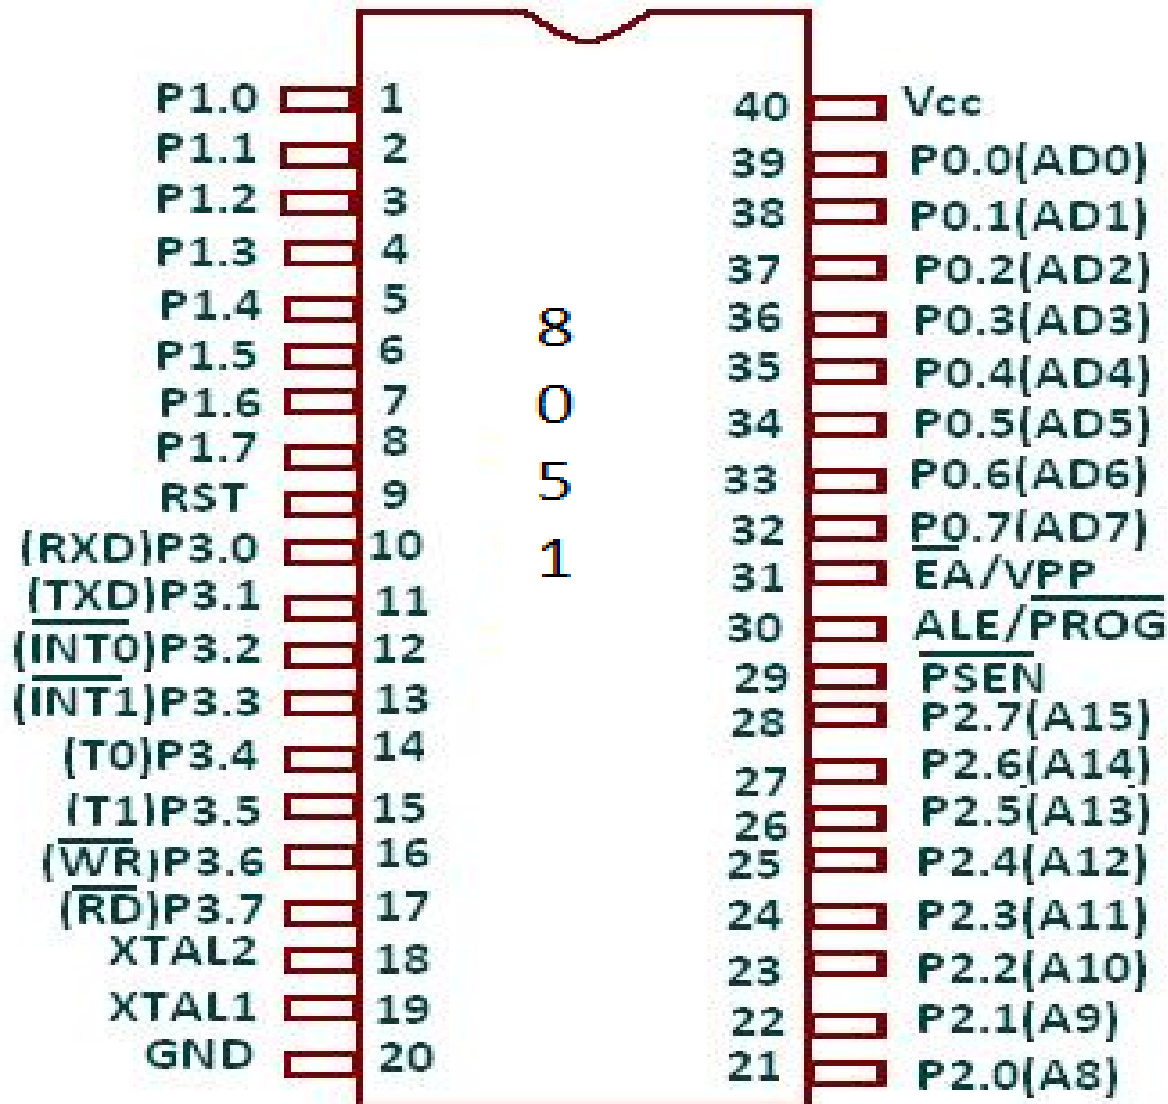 P1.0 1
P1.1 2
P1.2 3
P1.3 4
P1.4 5
P1.5 6
P1.6 7
P1.7 8
RST 9
(RXD)P3.0 10
(TXD)P3.1 11
(INT0)P3.2 12
(INT1)P3.3 13
(T0)P3.4 14
(T1)P3.5 15
(WR)P3.6 16
(RD)P3.7 17
XTAL2 18
XTAL1 19
GND 20
8
0
5
1
40 Vcc
39 P0.0(AD0)
38 P0.1(AD1)
37 P0.2(AD2)
36 P0.3(AD3)
35 P0.4(AD4)
34 P0.5(AD5)
33 P0.6(AD6)
32 P0.7(AD7)
31 EA/VPP
30 ALE/PROG
29 PSEN
28 P2.7(A15)
27 P2.6(A14)
26 P2.5(A13)
25 P2.4(A12)
24 P2.3(A11)
23 P2.2(A10)
22 P2.1(A9)
21 P2.0(A8)